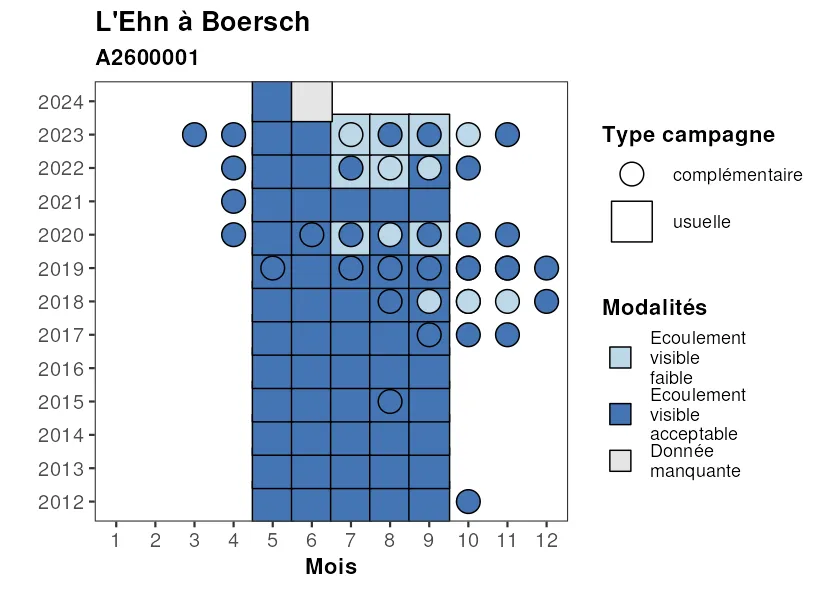 L'Ehn à Boersch
A2600001
2024
2023
2022
2021
2020
2019
2018
2017
2016
2015
2014
2013
2012
1 2 3 4 5 6 7 8 9 10 11 12
Mois
Type campagne
complémentaire
usuelle
Modalités
Ecoulement
visible
faible
Ecoulement
visible
acceptable
Donnée
manquante